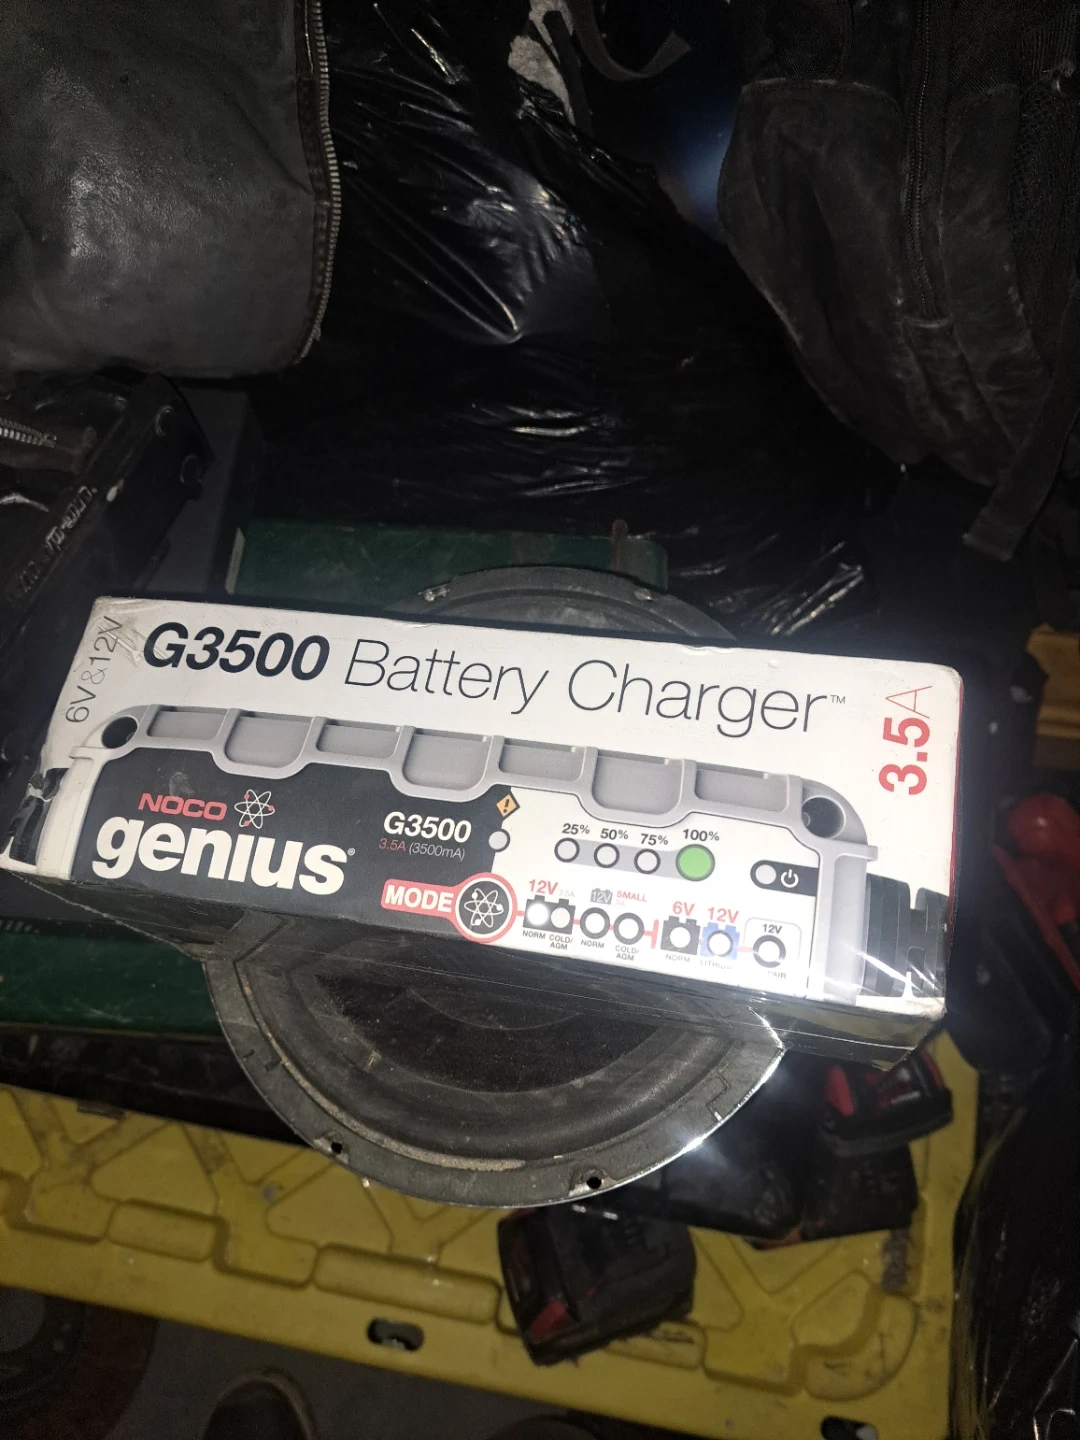 G3500 Battery Charger™
6V&12V
3.5A
NOCO
genius®
G3500
3.5A (3500mA)
25% 50% 75% 100%
MODE
12V
12V SMALL
6V 12V
12V
NORM COLD/AGM NORM COLD/AGM NORM